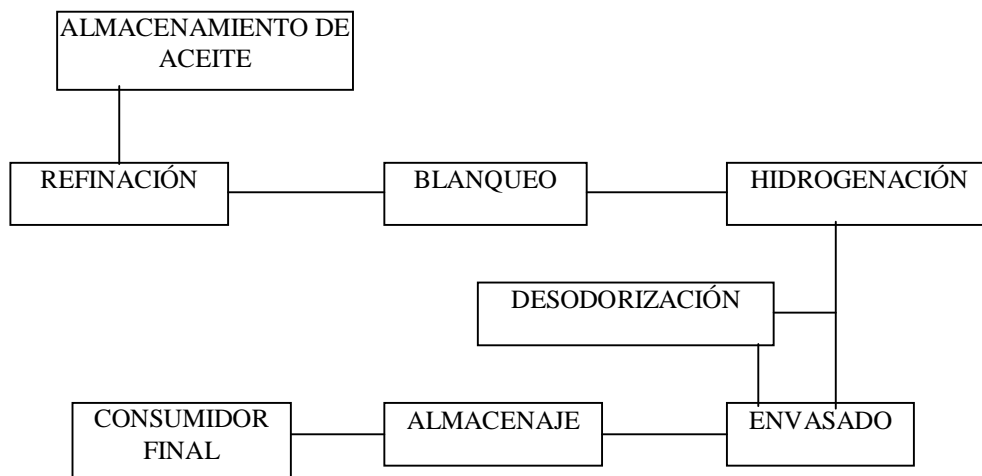 ALMACENAMIENTO DE
ACEITE
REFINACIÓN
BLANQUEO
HIDROGENACIÓN
DESODORIZACIÓN
CONSUMIDOR
FINAL
ALMACENAJE
ENVASADO